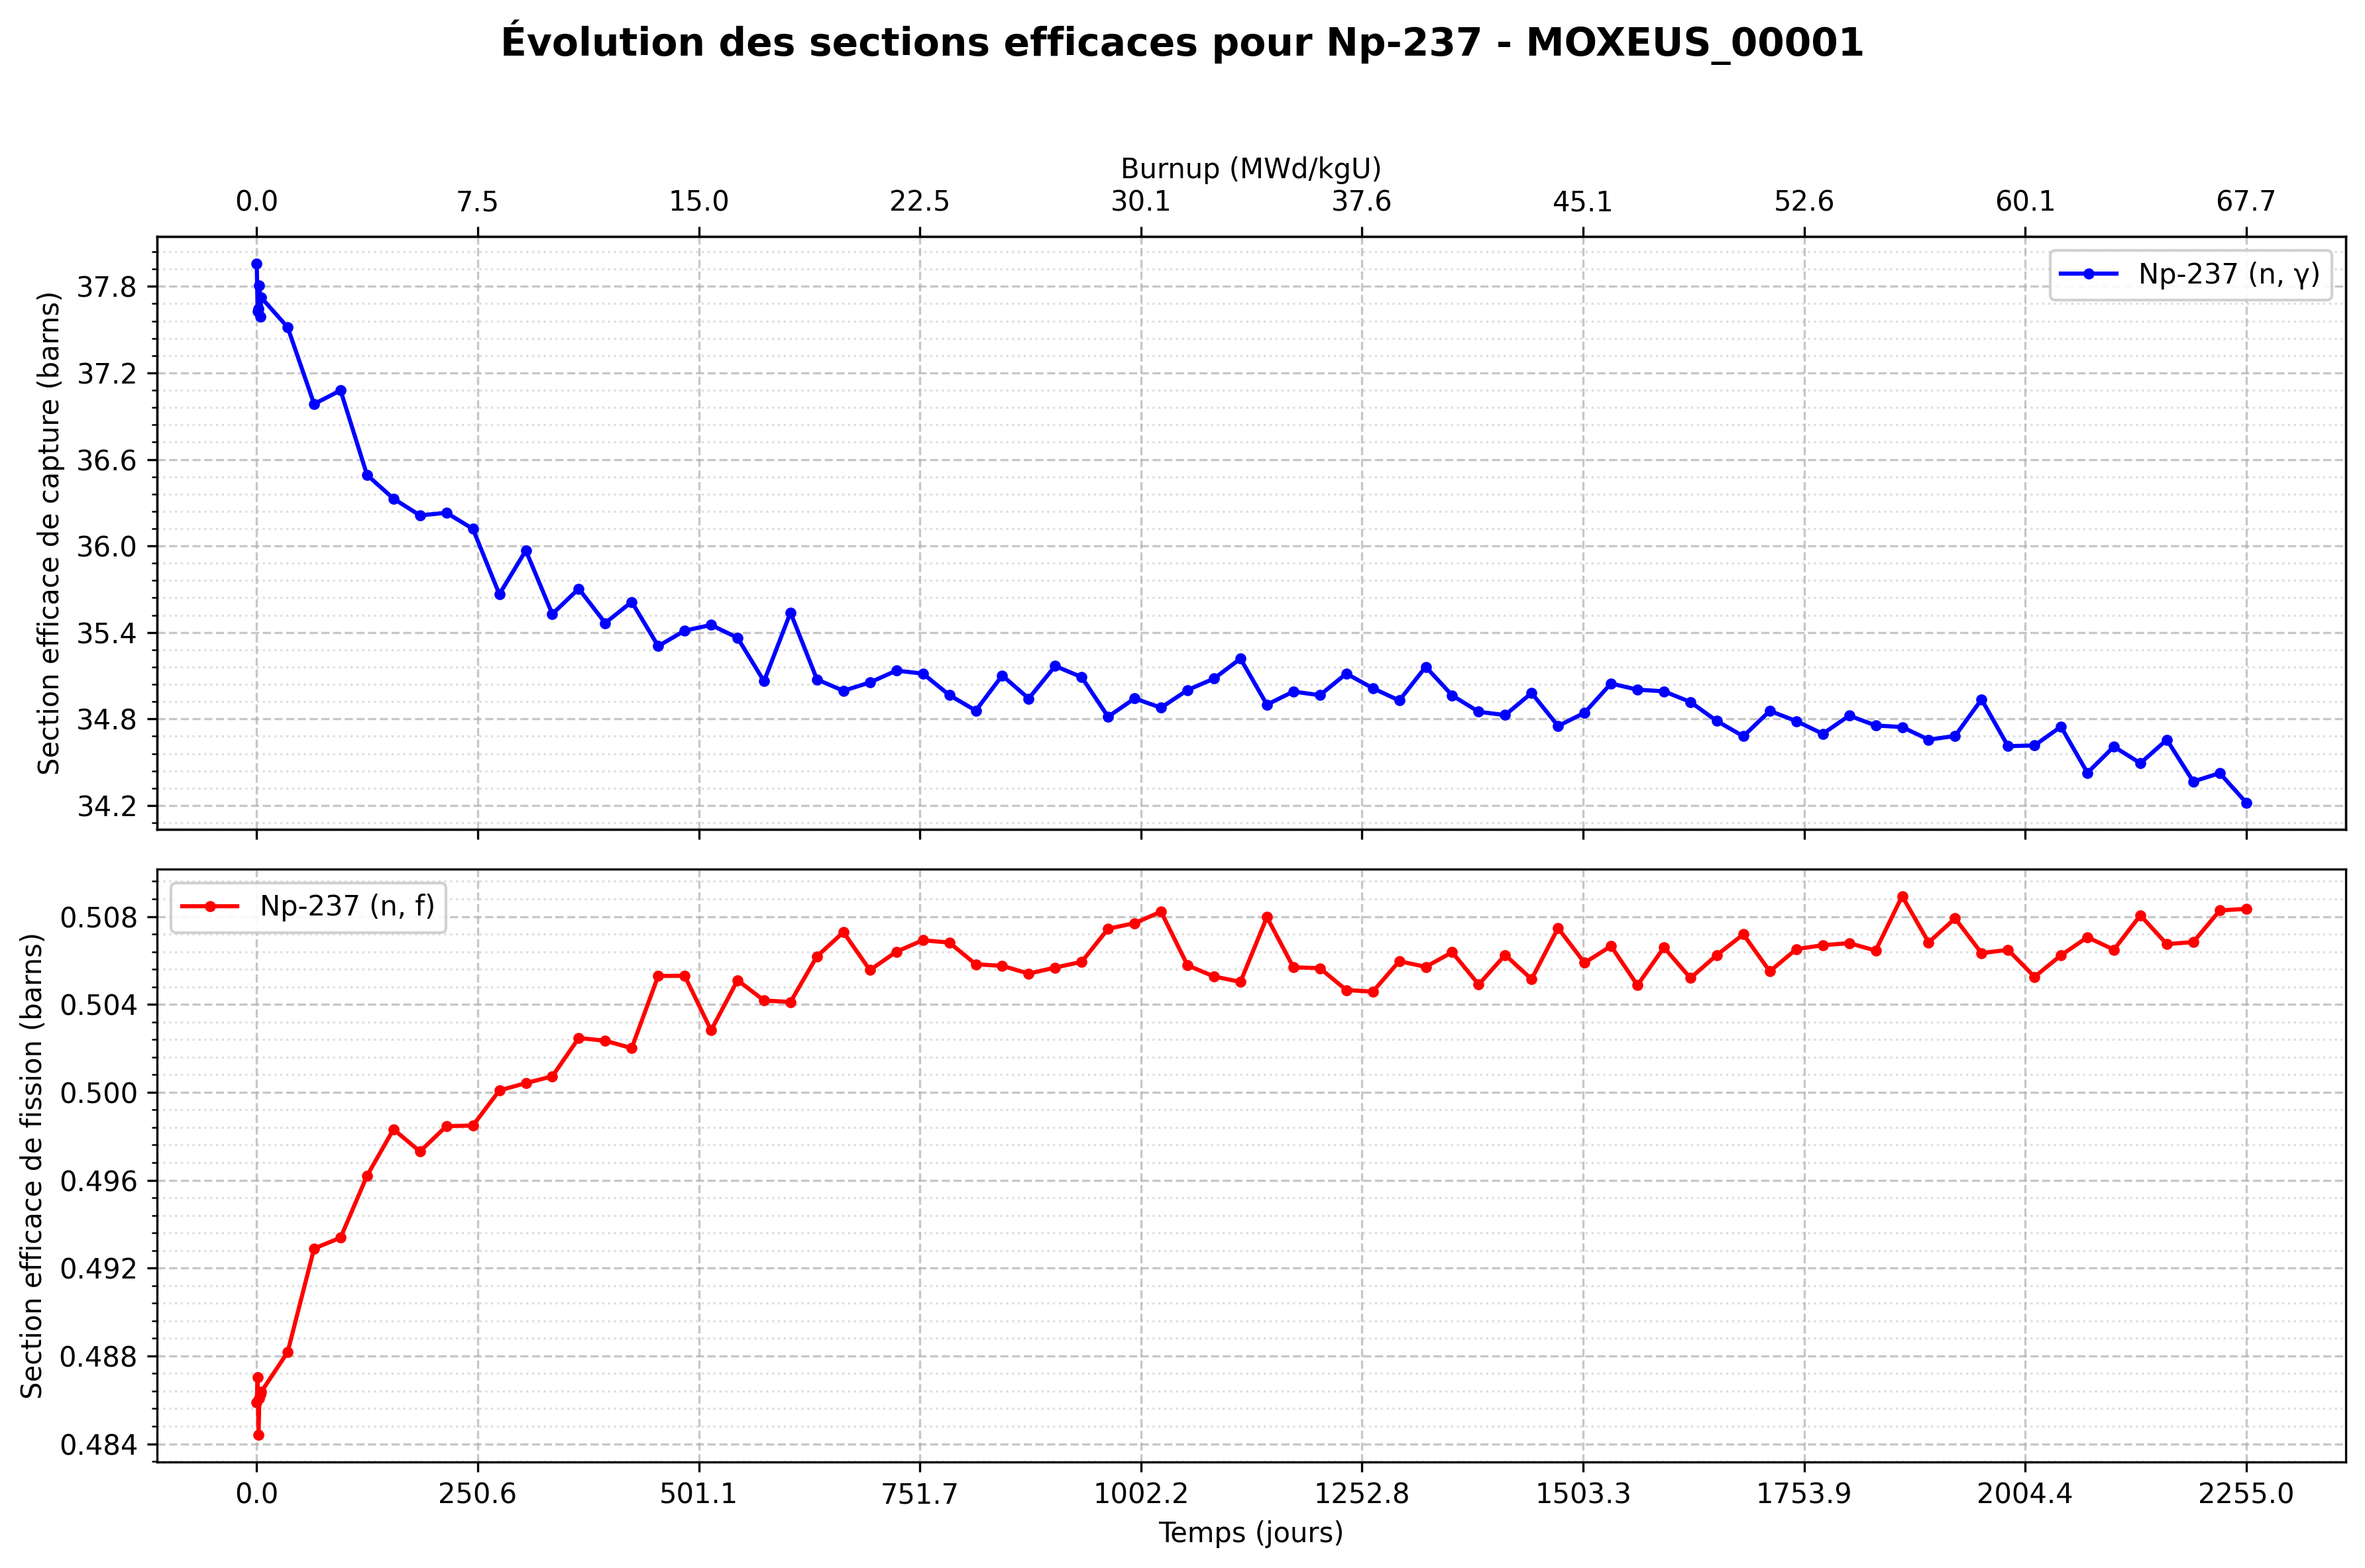 Évolution des sections efficaces pour Np-237 - MOXEUS_00001
Burnup (MWd/kgU)
0.0 7.5 15.0 22.5 30.1 37.6 45.1 52.6 60.1 67.7
Np-237 (n, γ)
Section efficace de capture (barns)
37.8
37.2
36.6
36.0
35.4
34.8
34.2
Np-237 (n, f)
Section efficace de fission (barns)
0.508
0.504
0.500
0.496
0.492
0.488
0.484
0.0 250.6 501.1 751.7 1002.2 1252.8 1503.3 1753.9 2004.4 2255.0
Temps (jours)